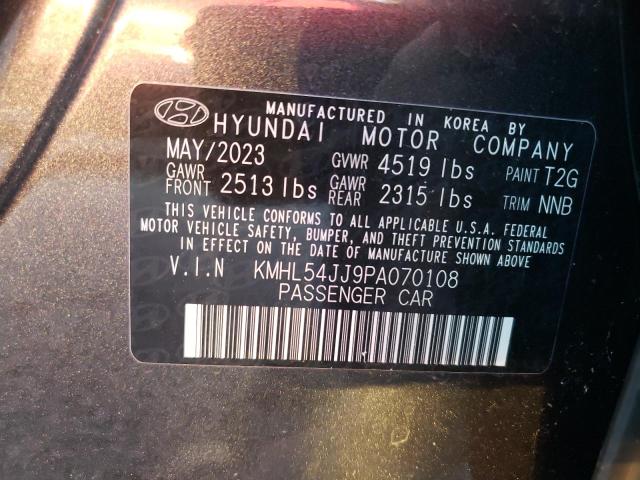 MANUFACTURED IN KOREA BY
HYUNDAI MOTOR COMPANY
MAY/2023 GVWR 4519 lbs PAINT T2G
GAWR FRONT 2513 lbs GAWR REAR 2315 lbs TRIM NNB
THIS VEHICLE CONFORMS TO ALL APPLICABLE U.S.A. FEDERAL
MOTOR VEHICLE SAFETY, BUMPER, AND THEFT PREVENTION STANDARDS
IN EFFECT ON THE DATE OF MANUFACTURE SHOWN ABOVE.
V.I.N KMHL54JJ9PA070108
PASSENGER CAR